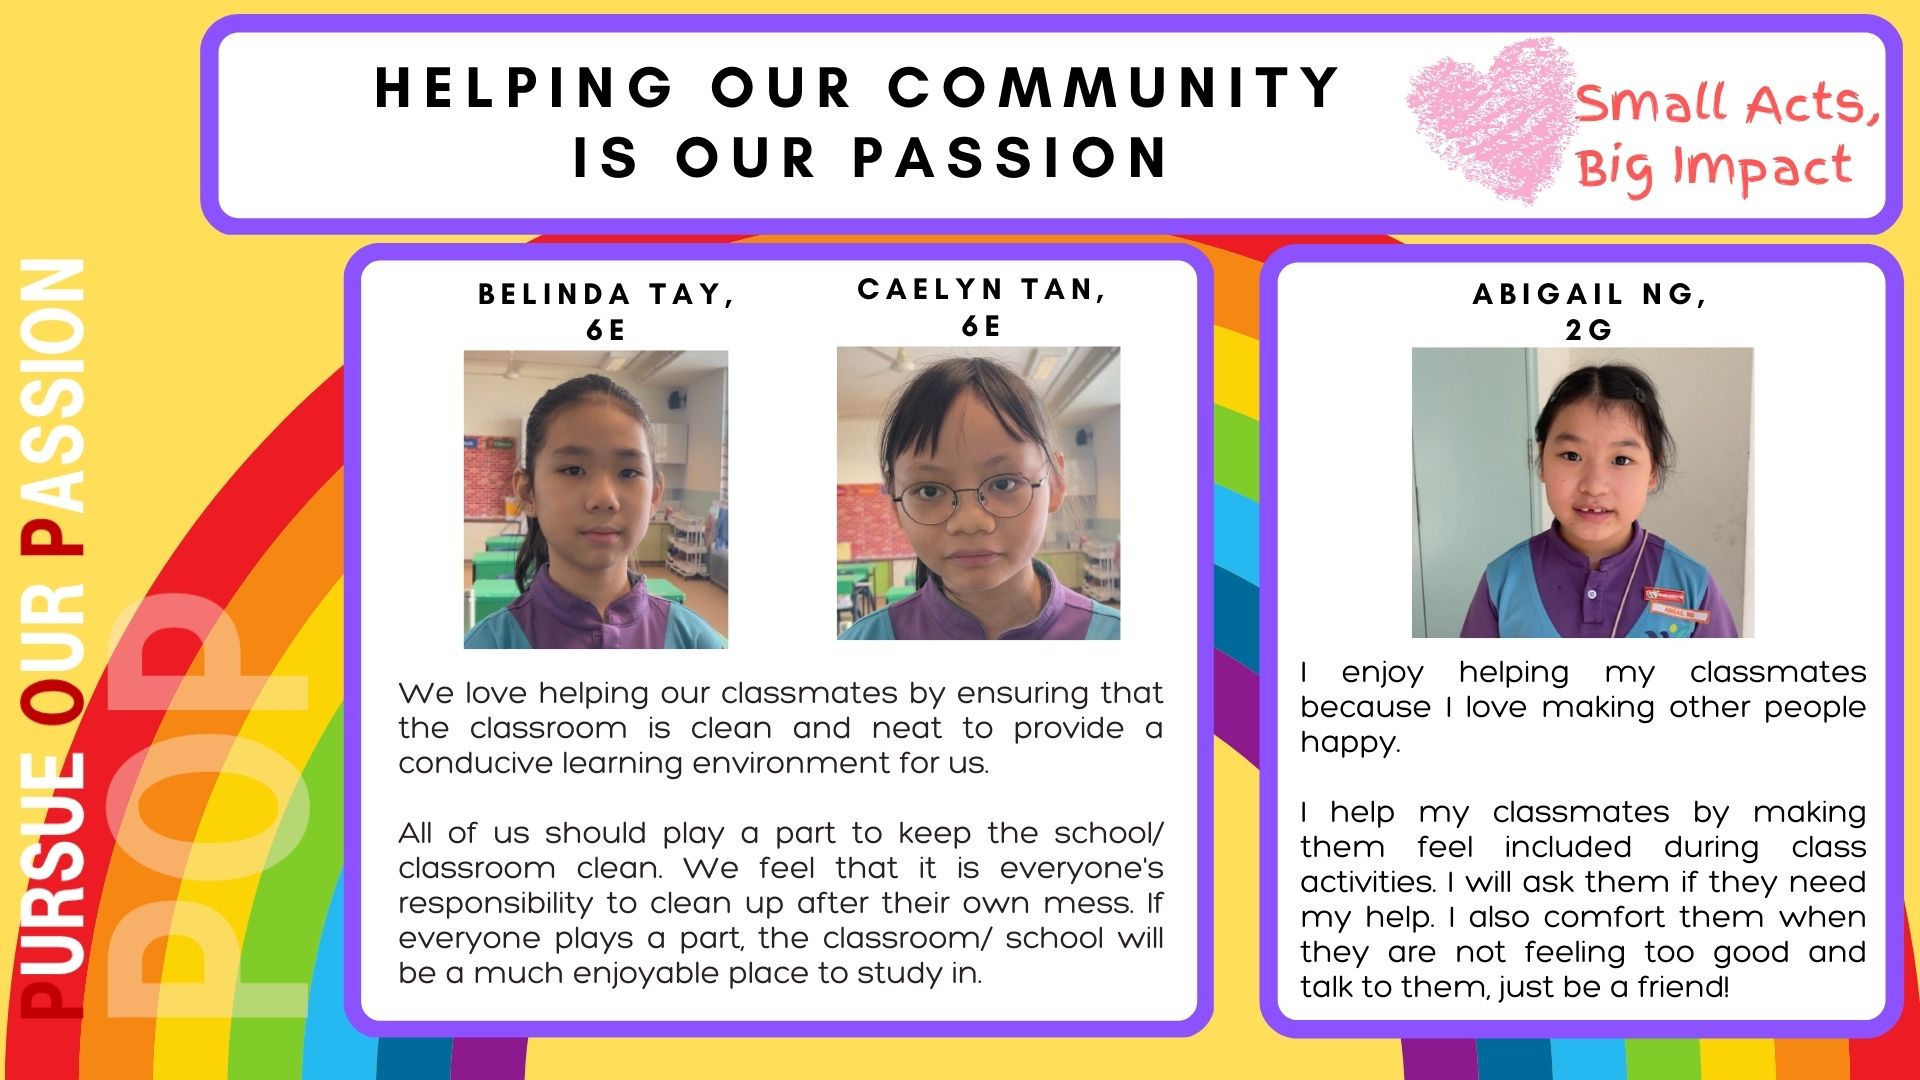 HELPING OUR COMMUNITY
IS OUR PASSION
Small Acts,
Big Impact
PURSUE OUR PASSION
POP
BELINDA TAY,
6E
CAELYN TAN,
6E
We love helping our classmates by ensuring that
the classroom is clean and neat to provide a
conducive learning environment for us.
All of us should play a part to keep the school/
classroom clean. We feel that it is everyone's
responsibility to clean up after their own mess. If
everyone plays a part, the classroom/ school will
be a much enjoyable place to study in.
ABIGAIL NG,
2G
ABIGAIL NG
I enjoy helping my classmates
because I love making other people
happy.
I help my classmates by making
them feel included during class
activities. I will ask them if they need
my help. I also comfort them when
they are not feeling too good and
talk to them, just be a friend!